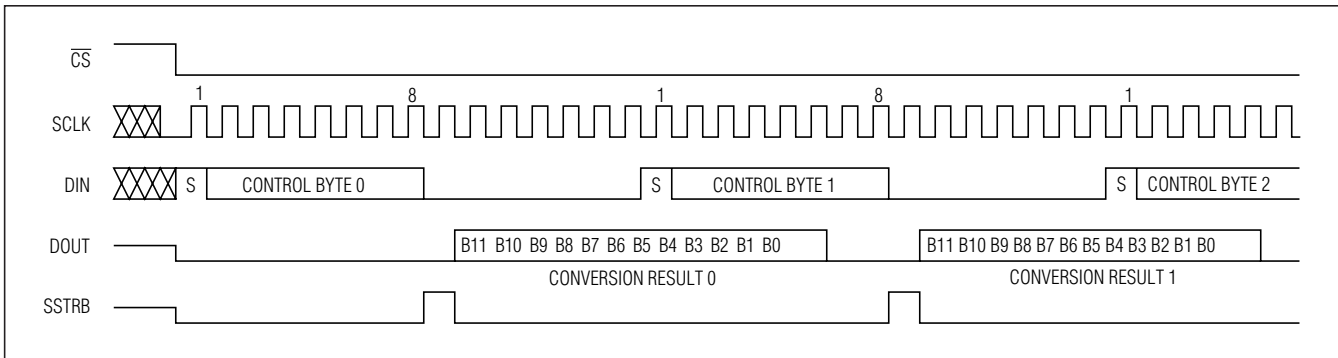 CS
1 8 1 8 1
SCLK
DIN S CONTROL BYTE 0 S CONTROL BYTE 1 S CONTROL BYTE 2
DOUT B11 B10 B9 B8 B7 B6 B5 B4 B3 B2 B1 B0 B11 B10 B9 B8 B7 B6 B5 B4 B3 B2 B1 B0
CONVERSION RESULT 0 CONVERSION RESULT 1
SSTRB